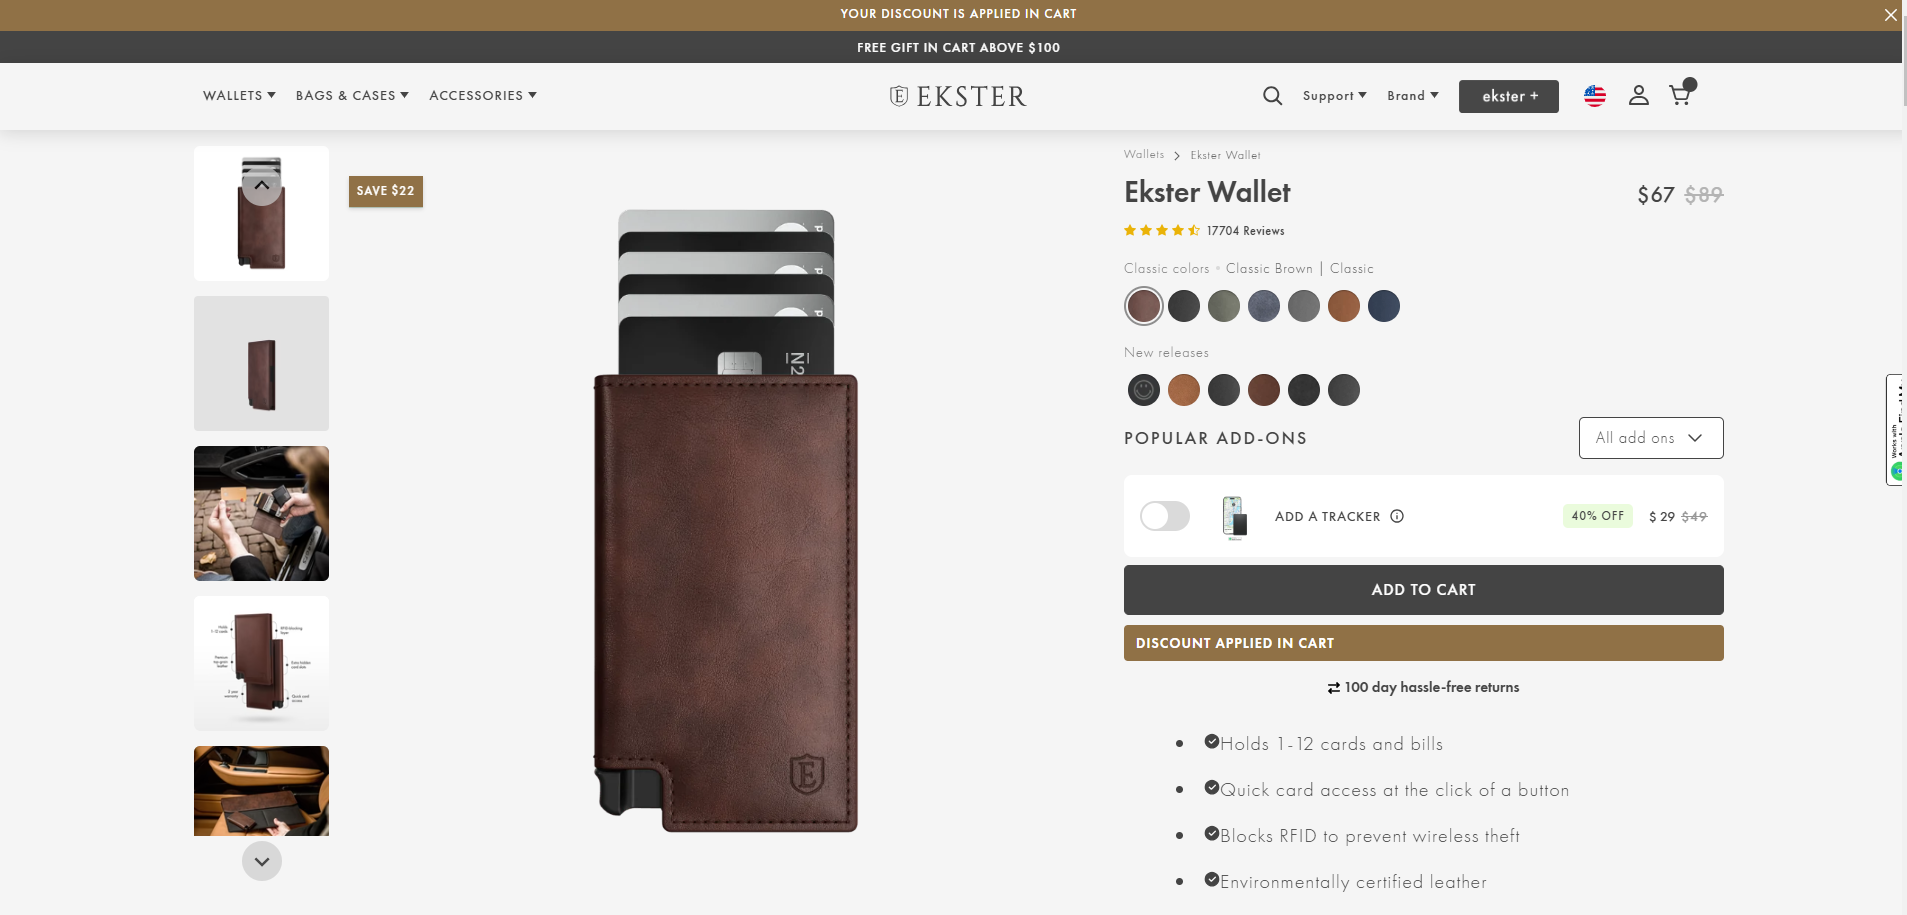 YOUR DISCOUNT IS APPLIED IN CART
FREE GIFT IN CART ABOVE $100
WALLETS
BAGS & CASES
ACCESSORIES
EKSTER
Support
Brand
ekster +
SAVE $22
N2
E
Wallets > Ekster Wallet
Ekster Wallet
$67 $89
17704 Reviews
Classic colors • Classic Brown | Classic
New releases
POPULAR ADD-ONS
All add ons
ADD A TRACKER
40% OFF
$ 29 $49
ADD TO CART
DISCOUNT APPLIED IN CART
100 day hassle-free returns
Holds 1-12 cards and bills
Quick card access at the click of a button
Blocks RFID to prevent wireless theft
Environmentally certified leather
Works with